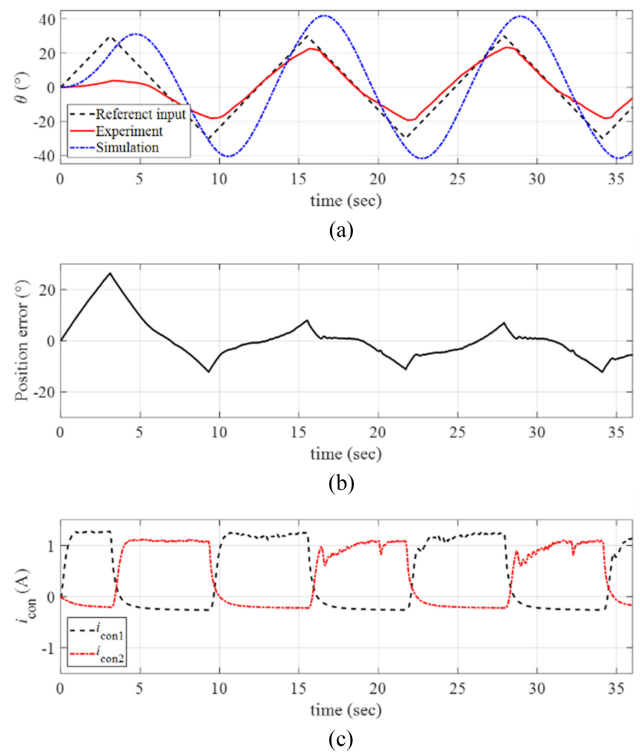 40
20
0
-20
-40
θ (°)
Referenct input
Experiment
Simulation
0 5 10 15 20 25 30 35
time (sec)
(a)
20
0
-20
Position error (°)
0 5 10 15 20 25 30 35
time (sec)
(b)
1
0
-1
i_con (A)
i_con1
i_con2
0 5 10 15 20 25 30 35
time (sec)
(c)